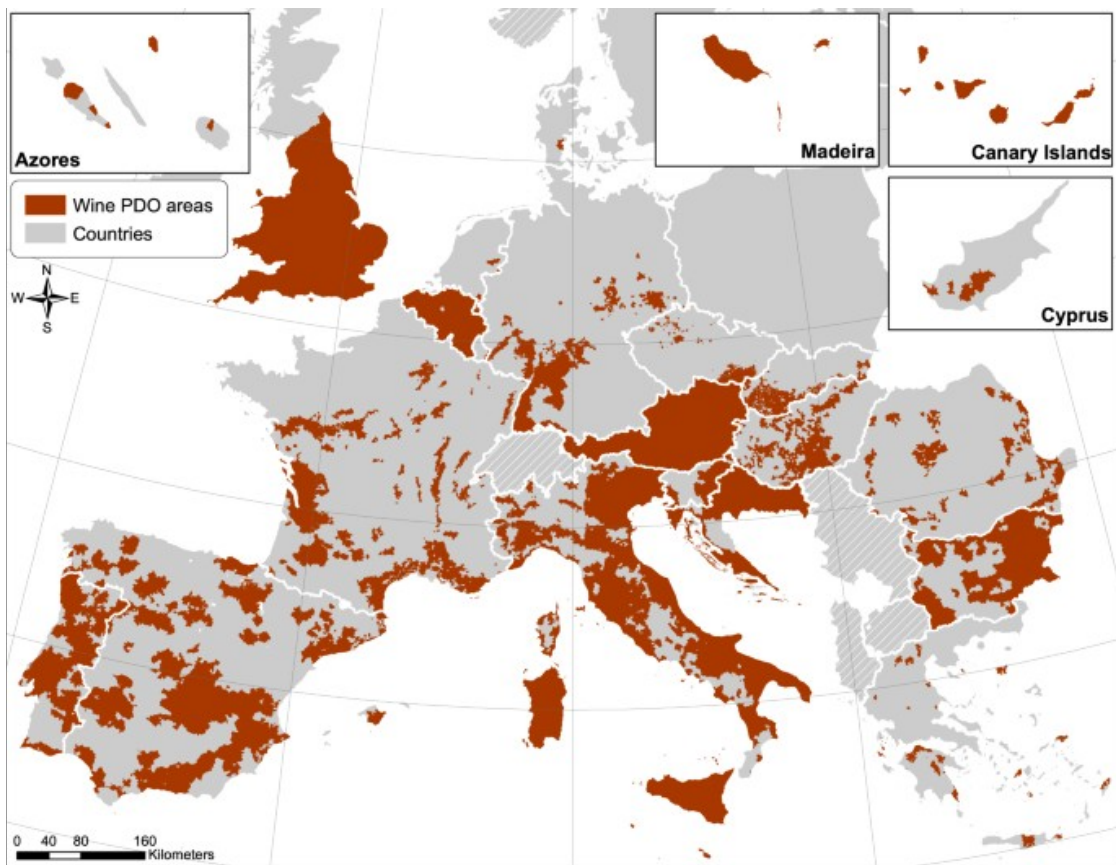 Azores
Madeira
Canary Islands
Wine PDO areas
Countries
N
W E
S
Cyprus
0 40 80 160
Kilometers